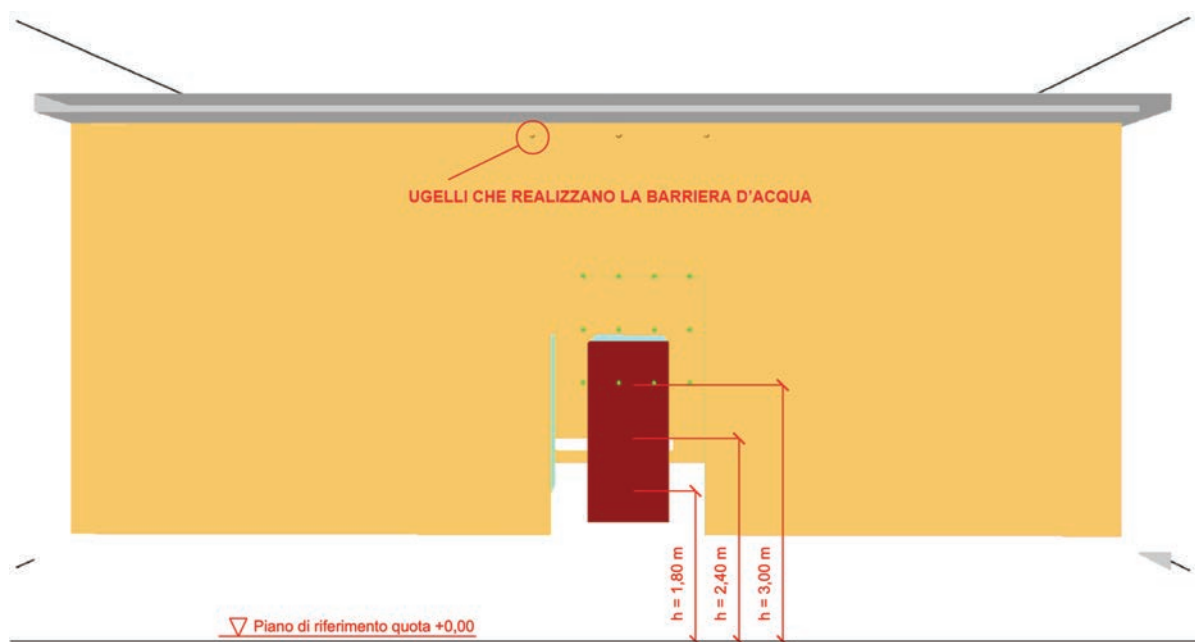 UGELLI CHE REALIZZANO LA BARRIERA D'ACQUA
h = 1,80 m
h = 2,40 m
h = 3,00 m
Piano di riferimento quota +0,00